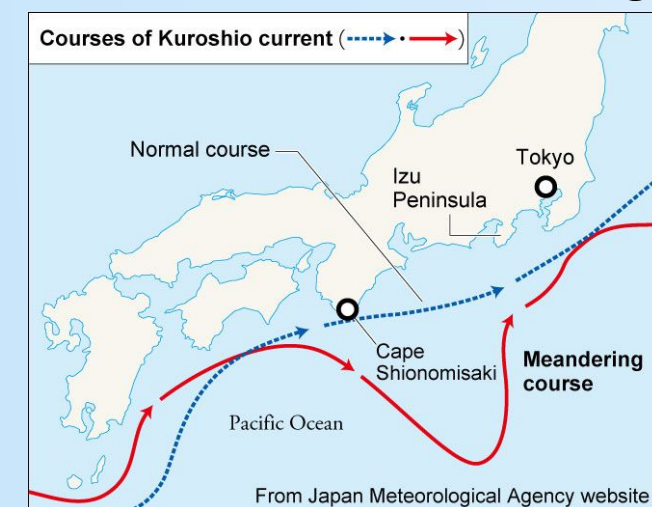 Courses of Kuroshio current ( · )
Normal course
Tokyo
Izu
Peninsula
Cape
Shionomisaki
Meandering
course
Pacific Ocean
From Japan Meteorological Agency website